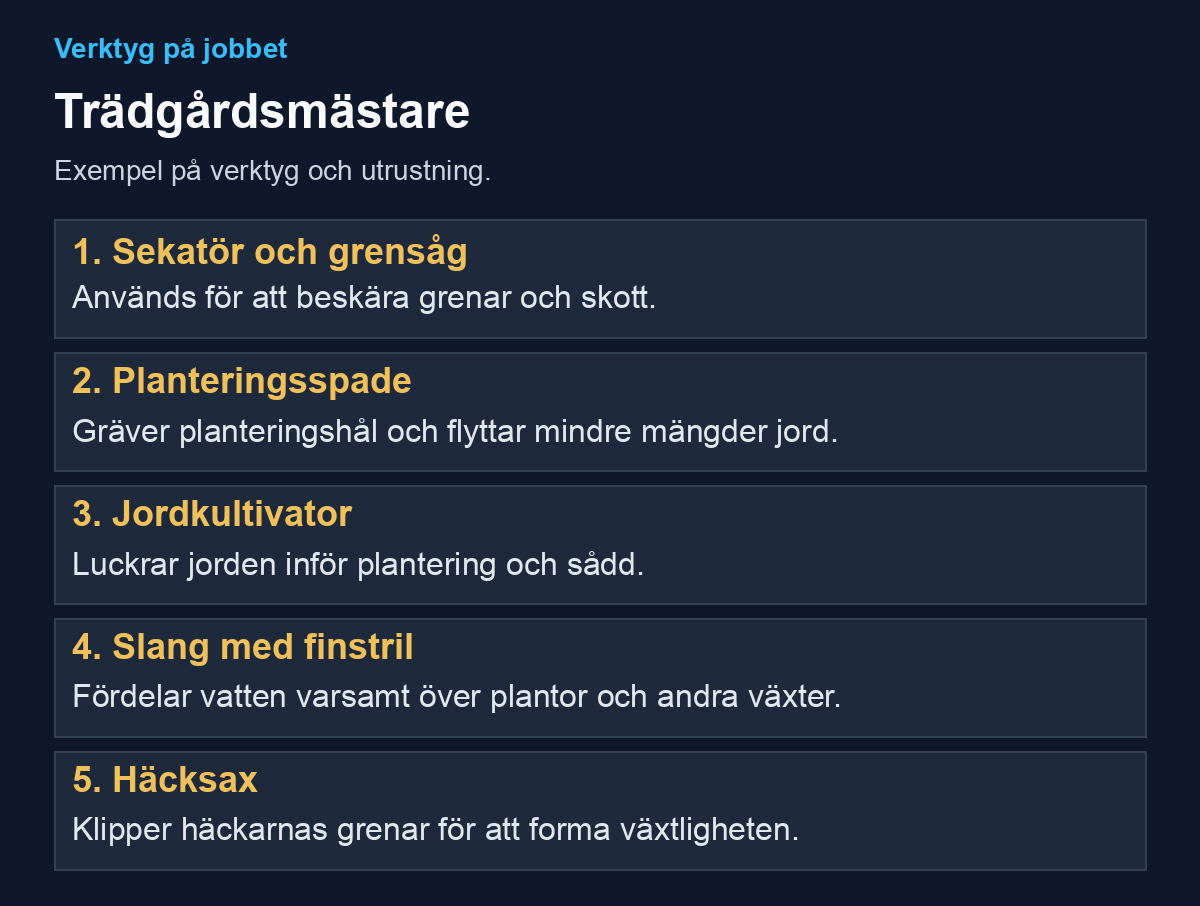 Verktyg på jobbet
Trädgårdsmästare
Exempel på verktyg och utrustning.
1. Sekatör och grensåg
Används för att beskära grenar och skott.
2. Planteringsspade
Gräver planteringshål och flyttar mindre mängder jord.
3. Jordkultivator
Luckrar jorden inför plantering och sådd.
4. Slang med finstril
Fördelar vatten varsamt över plantor och andra växter.
5. Häcksax
Klipper häckarnas grenar för att forma växtligheten.